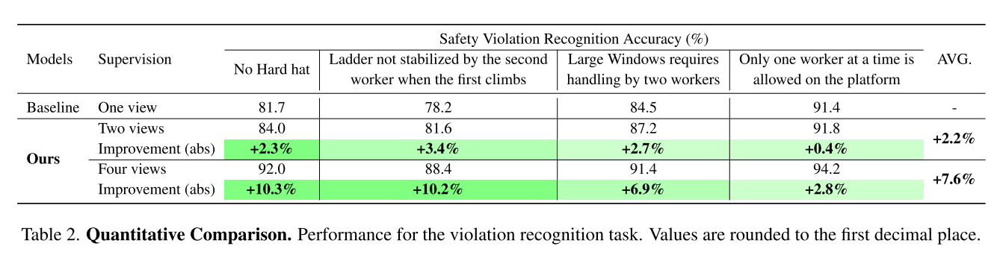 Safety Violation Recognition Accuracy (%)
Models Supervision No Hard hat Ladder not stabilized by the second worker when the first climbs Large Windows requires handling by two workers Only one worker at a time is allowed on the platform AVG.
Baseline One view 81.7 78.2 84.5 91.4 -
Ours
Two views 84.0 81.6 87.2 91.8
Improvement (abs) +2.3% +3.4% +2.7% +0.4% +2.2%
Four views 92.0 88.4 91.4 94.2
Improvement (abs) +10.3% +10.2% +6.9% +2.8% +7.6%
Table 2. Quantitative Comparison. Performance for the violation recognition task. Values are rounded to the first decimal place.